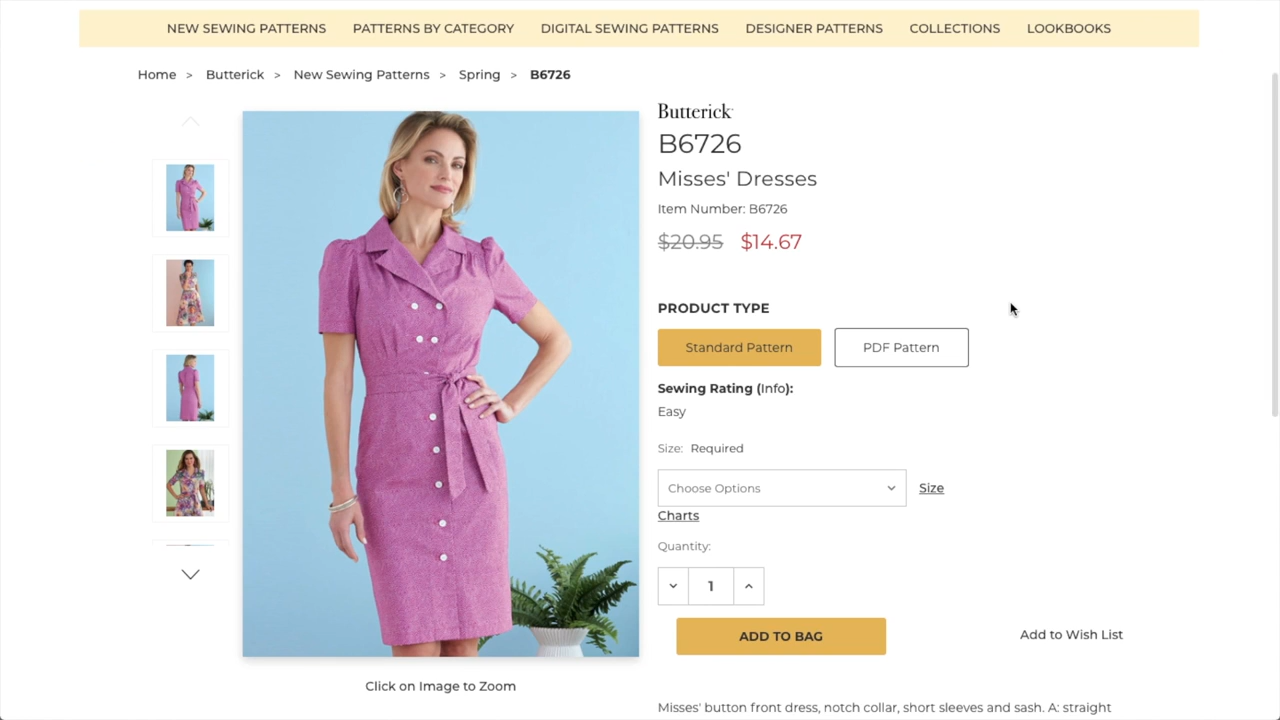 NEW SEWING PATTERNS PATTERNS BY CATEGORY DIGITAL SEWING PATTERNS DESIGNER PATTERNS COLLECTIONS LOOKBOOKS
Home > Butterick > New Sewing Patterns > Spring > B6726
Butterick
B6726
Misses' Dresses
Item Number: B6726
$20.95 $14.67
PRODUCT TYPE
Standard Pattern PDF Pattern
Sewing Rating (Info):
Easy
Size: Required
Choose Options Size
Charts
Quantity:
1
ADD TO BAG Add to Wish List
Click on Image to Zoom
Misses' button front dress, notch collar, short sleeves and sash. A: straight